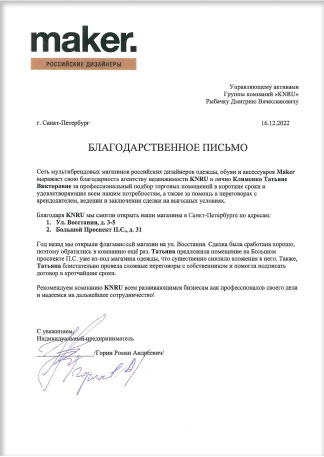 maker.
РОССИЙСКИЕ ДИЗАЙНЕРЫ
Управляющему активами
Группы компаний «KNRU»
Рыбачку Дмитрию Вячеславовичу
г. Санкт-Петербург 16.12.2022
БЛАГОДАРСТВЕННОЕ ПИСЬМО
Сеть мультибрендовых магазинов российских дизайнеров одежды, обуви и аксессуаров Maker
выражает свою благодарность агентству недвижимости KNRU и лично Клименко Татьяне
Викторовне за профессиональный подбор торговых помещений в короткие сроки и
удовлетворяющие всем нашим потребностям, а также за помощь в переговорах с
арендодателем, ведении и заключении сделки на выгодных условиях.
Благодаря KNRU мы смогли открыть наши магазины в Санкт-Петербурге по адресам:
1. Ул. Восстания, д. 3-5
2. Большой Проспект П.С., д. 31
Год назад мы открыли флагманский магазин на ул. Восстания. Сделка была сработана хорошо,
поэтому обратились в компанию ещё раз. Татьяна предложила помещение на Большом
проспекте П.С. уже из-под магазина одежды, что существенно снизило вложения в него. Также,
Татьяна блистательно провела сложные переговоры с собственником и помогла подписать
договор в кротчайшие сроки.
Рекомендуем компанию KNRU всем развивающимся бизнесам как профессионалов своего дела
и надеемся на дальнейшее сотрудничество!
С уважением,
Индивидуальный предприниматель
/Горин Роман Андреевич/